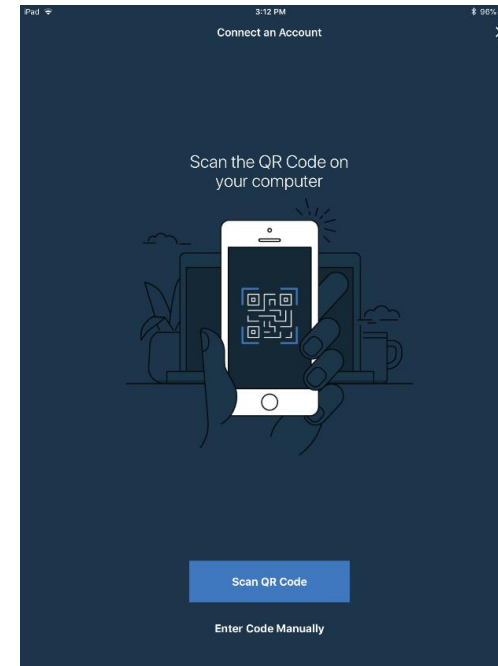 iPad
3:12 PM
96%
Connect an Account
Scan the QR Code on
your computer
Scan QR Code
Enter Code Manually